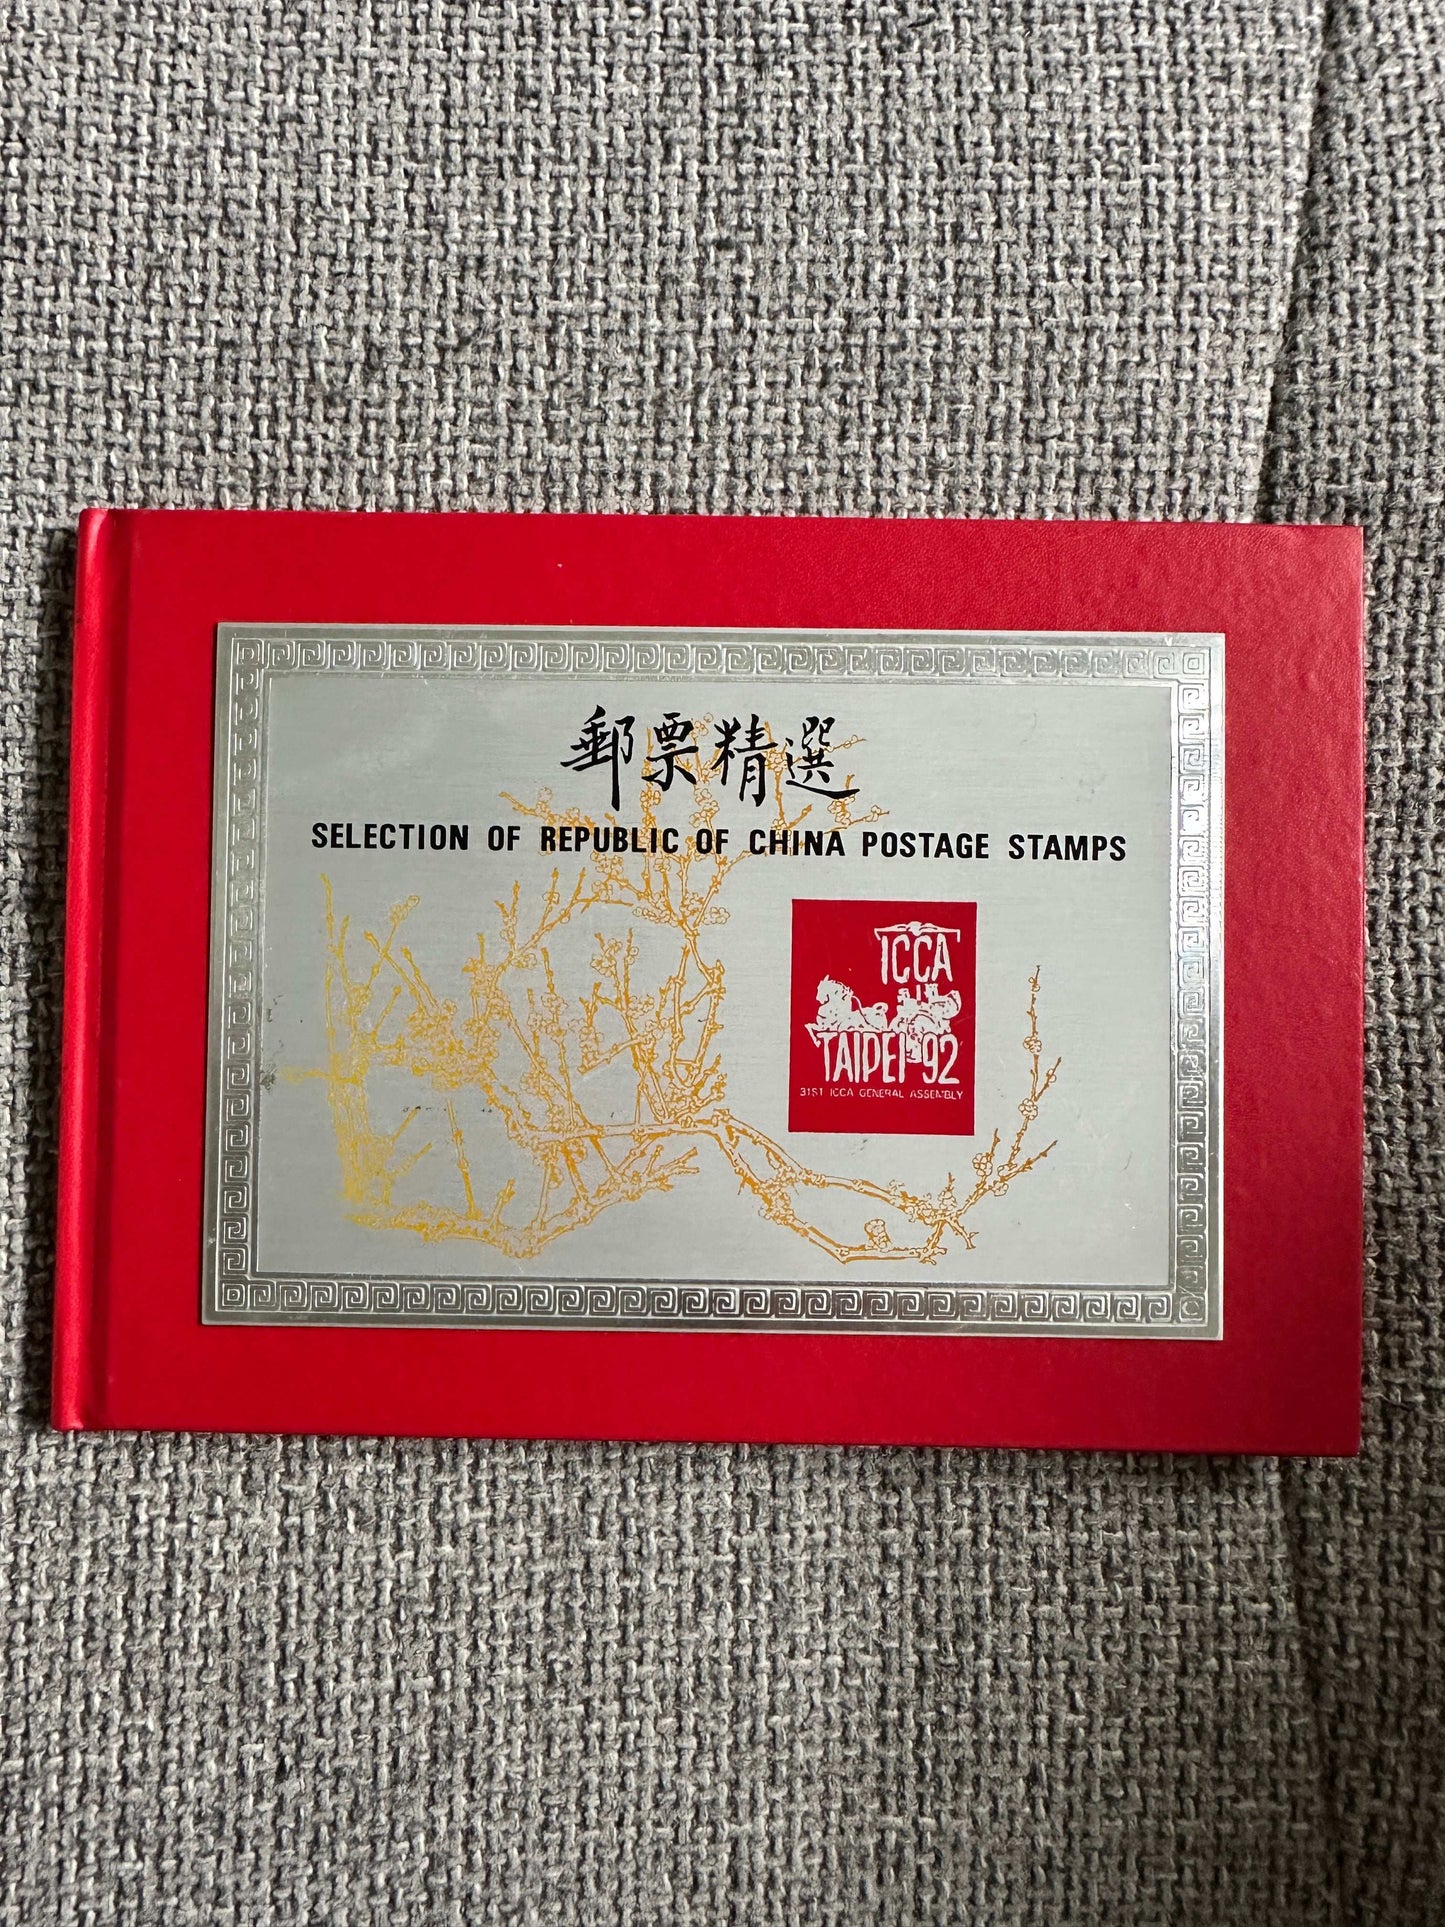 郵票精選
SELECTION OF REPUBLIC OF CHINA POSTAGE STAMPS
ICCA
TAIPEI '92
31ST ICCA GENERAL ASSEMBLY